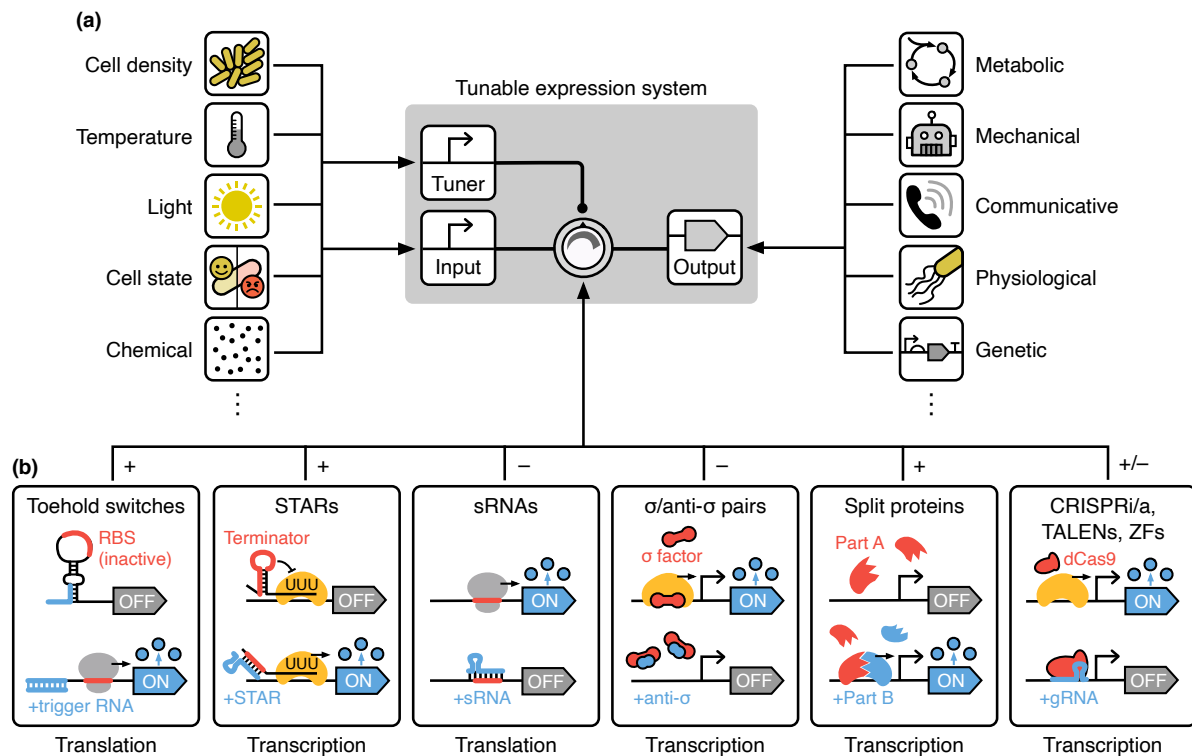 (a)
Cell density
Temperature
Light
Cell state
Chemical
⋮
Tunable expression system
Tuner
Input
Output
Metabolic
Mechanical
Communicative
Physiological
Genetic
⋮
(b)
+
+
–
–
+
+/–
Toehold switches
RBS
(inactive)
OFF
ON
+trigger RNA
Translation
STARs
Terminator
UUU
OFF
UUU
ON
+STAR
Transcription
sRNAs
ON
+sRNA
OFF
Translation
σ/anti-σ pairs
σ factor
ON
+anti-σ
OFF
Transcription
Split proteins
Part A
OFF
+Part B
ON
Transcription
CRISPRi/a,
TALENs, ZFs
dCas9
ON
+gRNA
OFF
Transcription